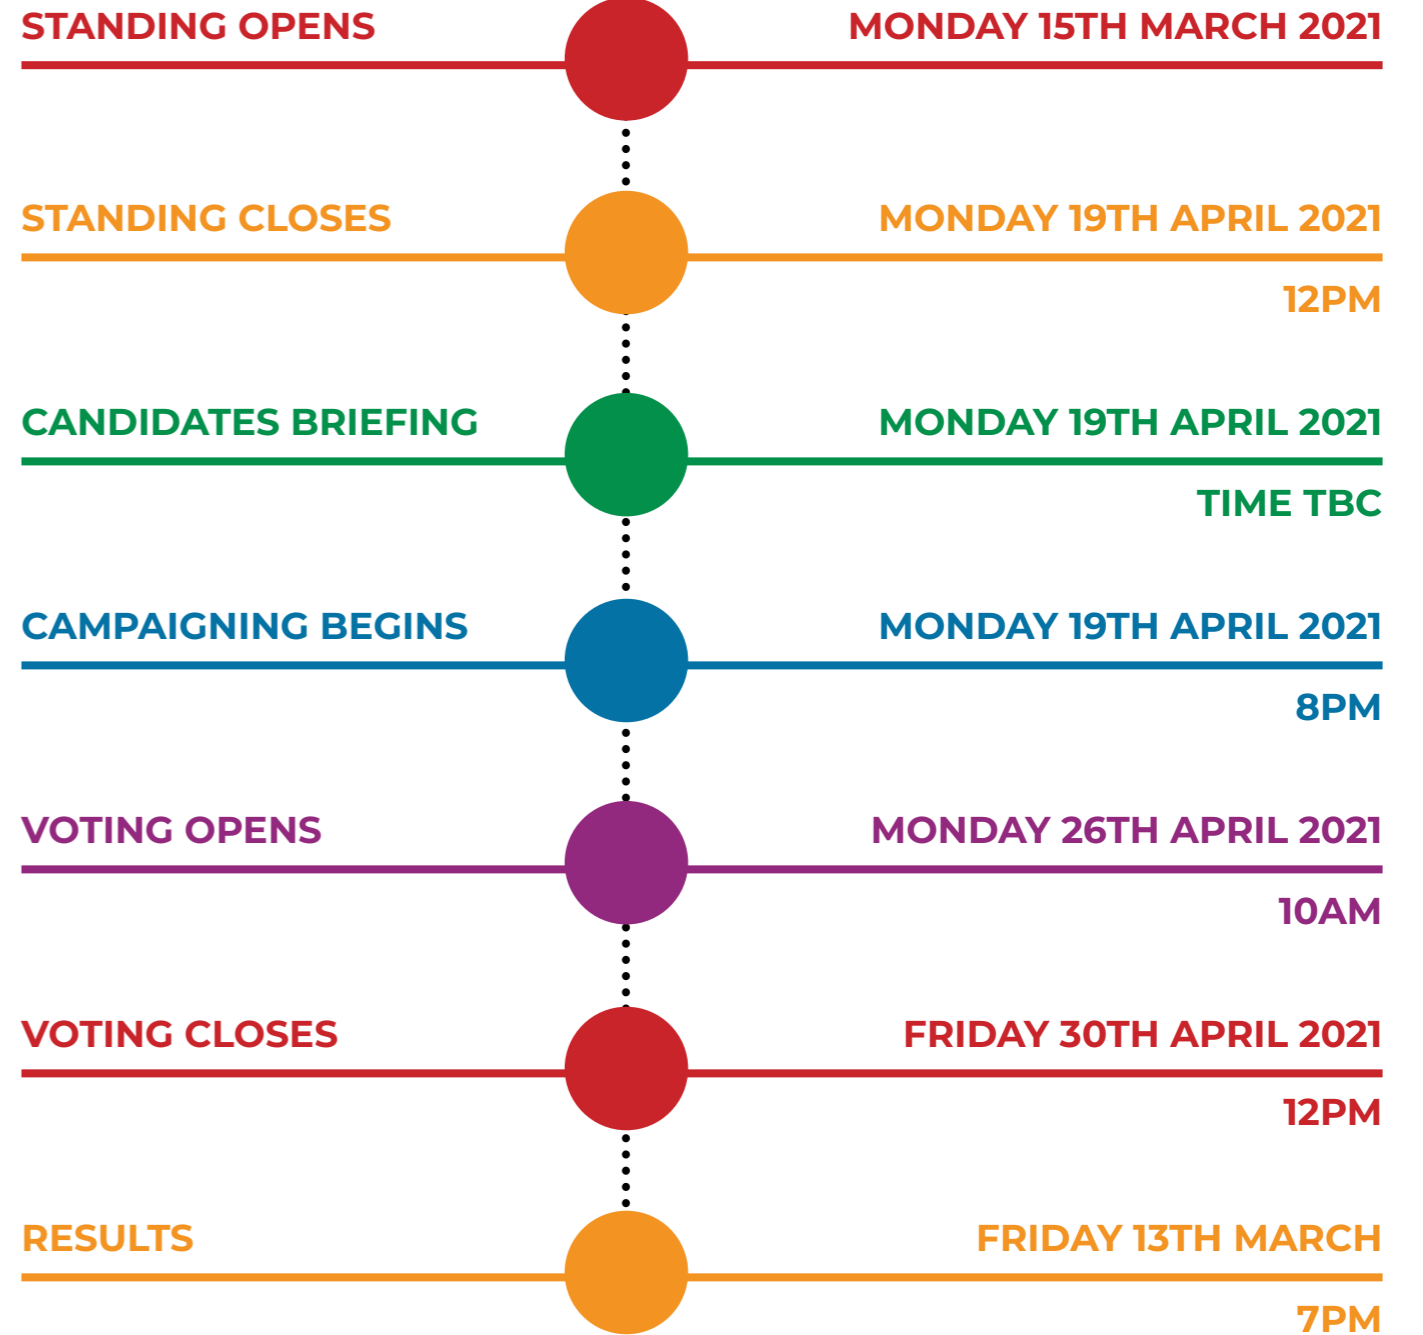 STANDING OPENS
MONDAY 15TH MARCH 2021
STANDING CLOSES
MONDAY 19TH APRIL 2021
12PM
CANDIDATES BRIEFING
MONDAY 19TH APRIL 2021
TIME TBC
CAMPAIGNING BEGINS
MONDAY 19TH APRIL 2021
8PM
VOTING OPENS
MONDAY 26TH APRIL 2021
10AM
VOTING CLOSES
FRIDAY 30TH APRIL 2021
12PM
RESULTS
FRIDAY 13TH MARCH
7PM